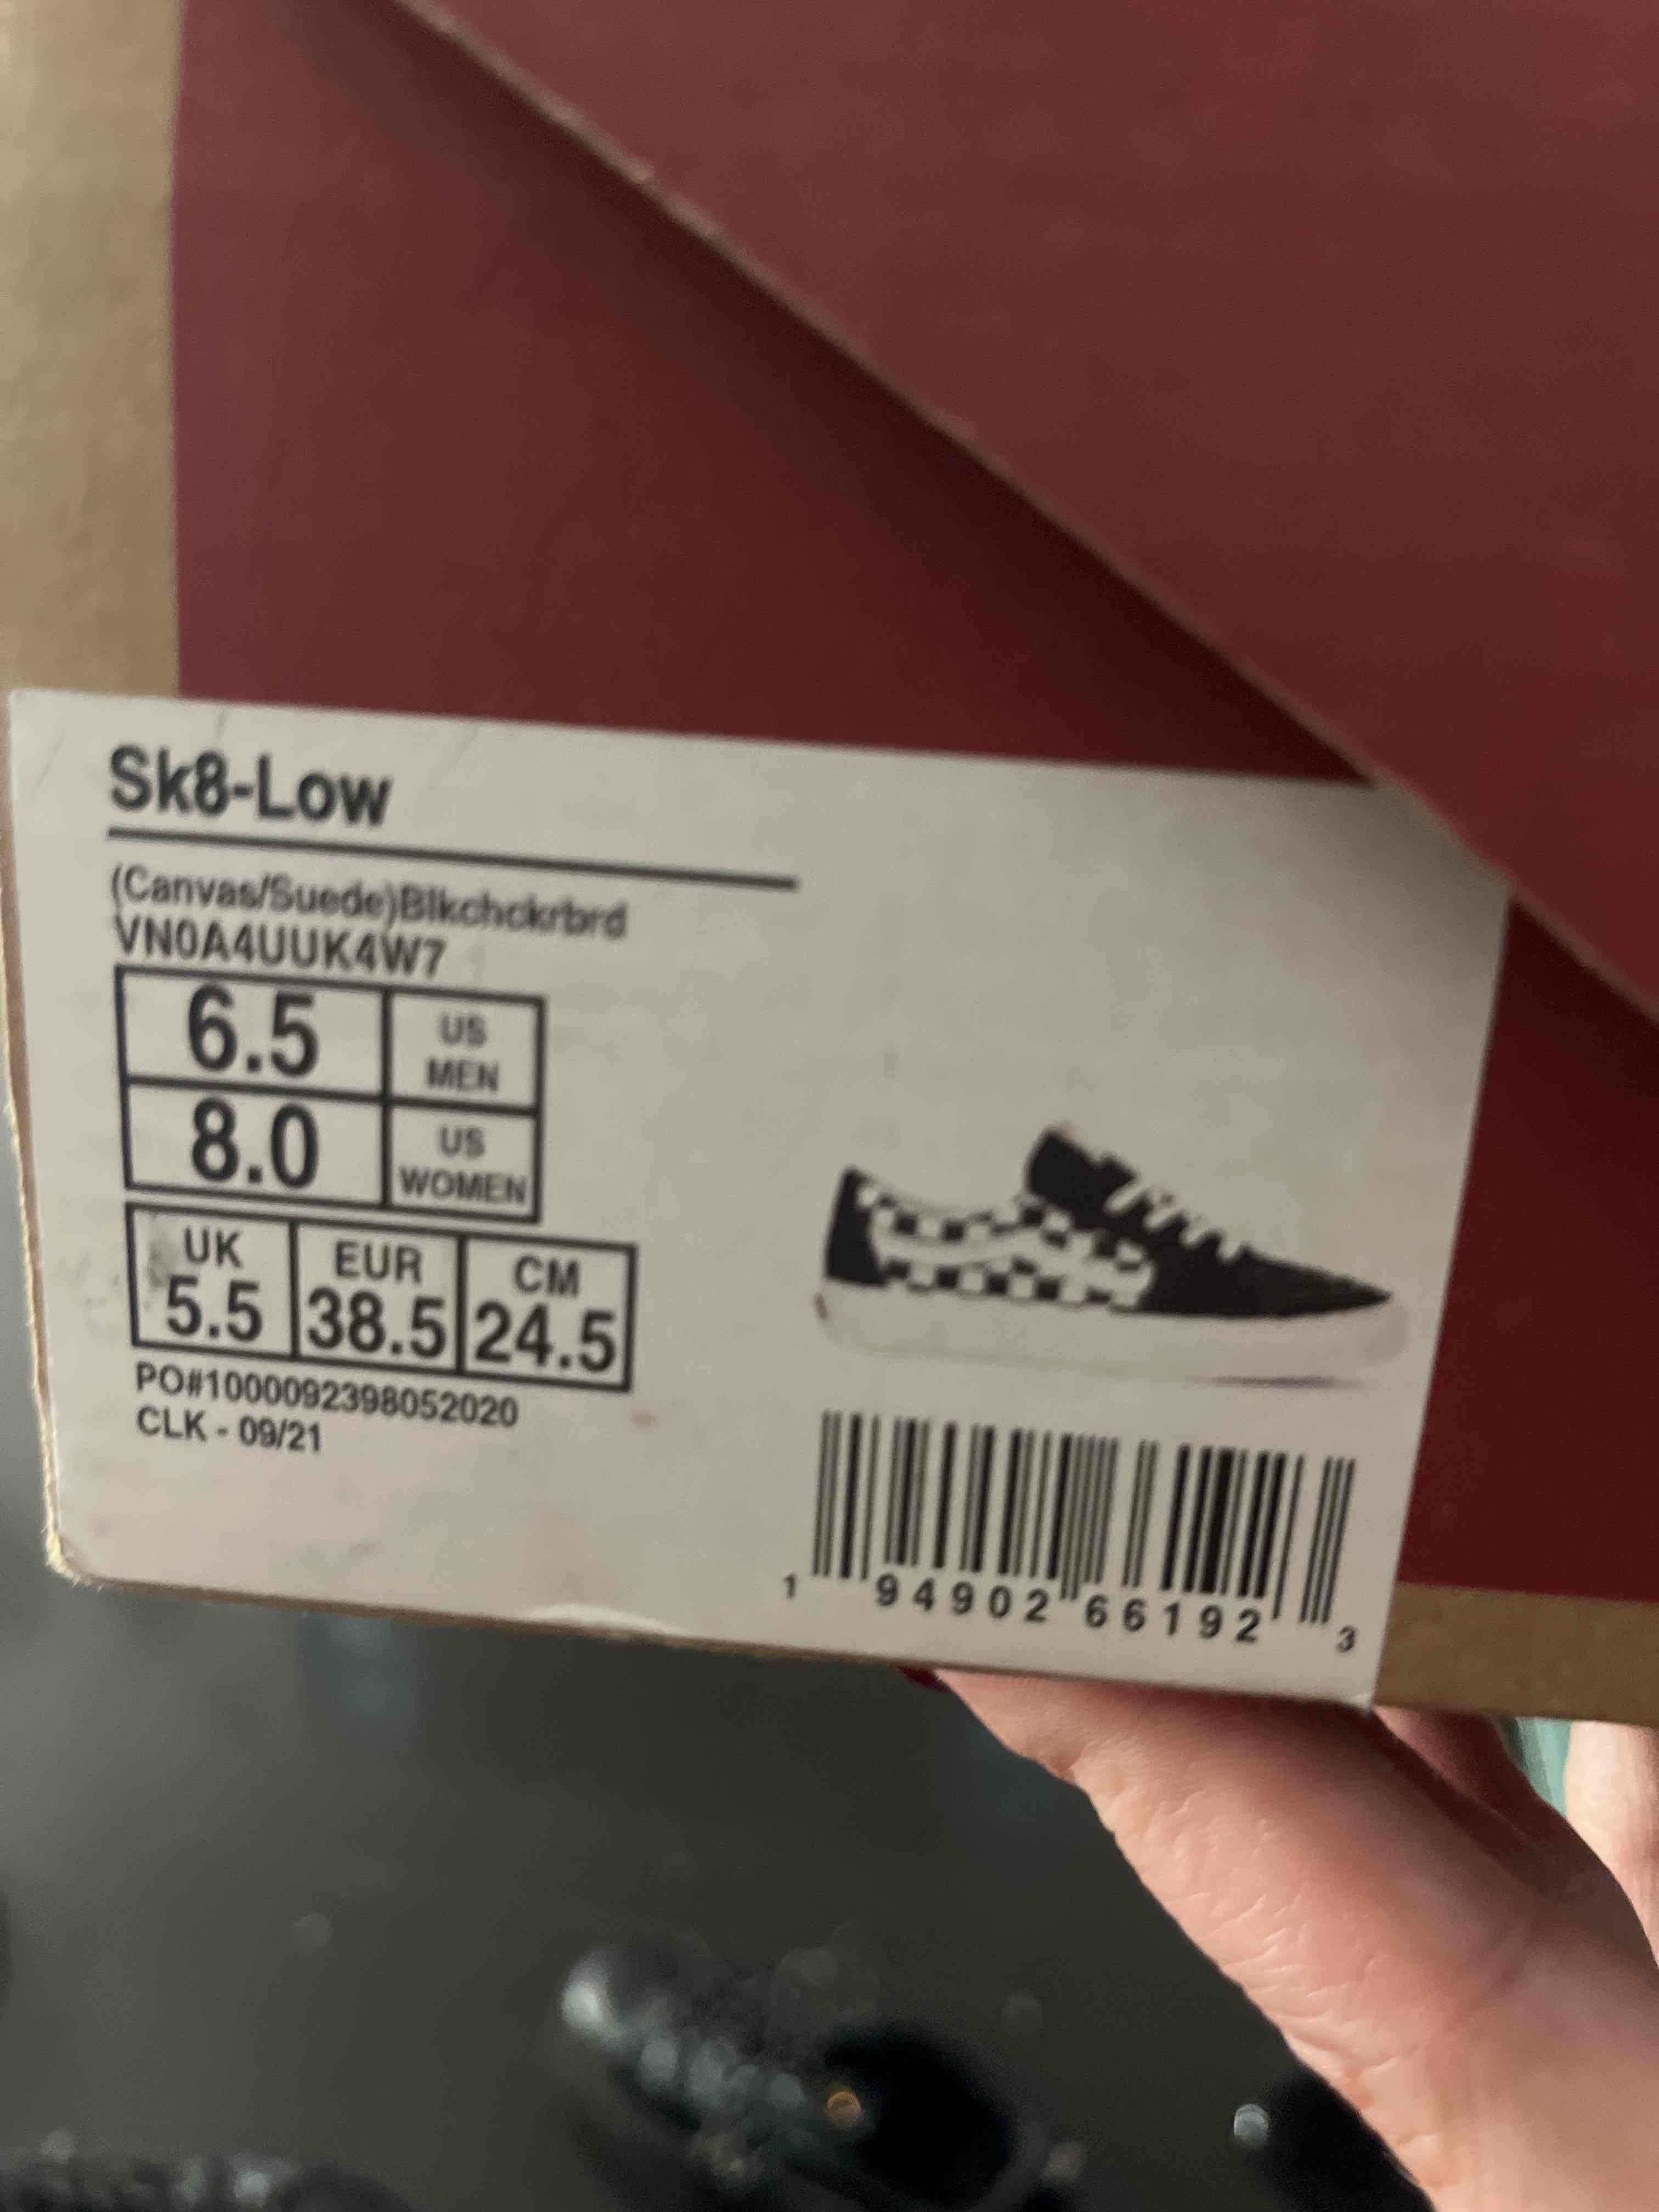 Sk8-Low
(Canvas/Suede)Blkchckrbrd
VN0A4UUK4W7
6.5 US MEN
8.0 US WOMEN
UK EUR CM
5.5 38.5 24.5
PO#1000092398052020
CLK - 09/21
1 94902 66192 3